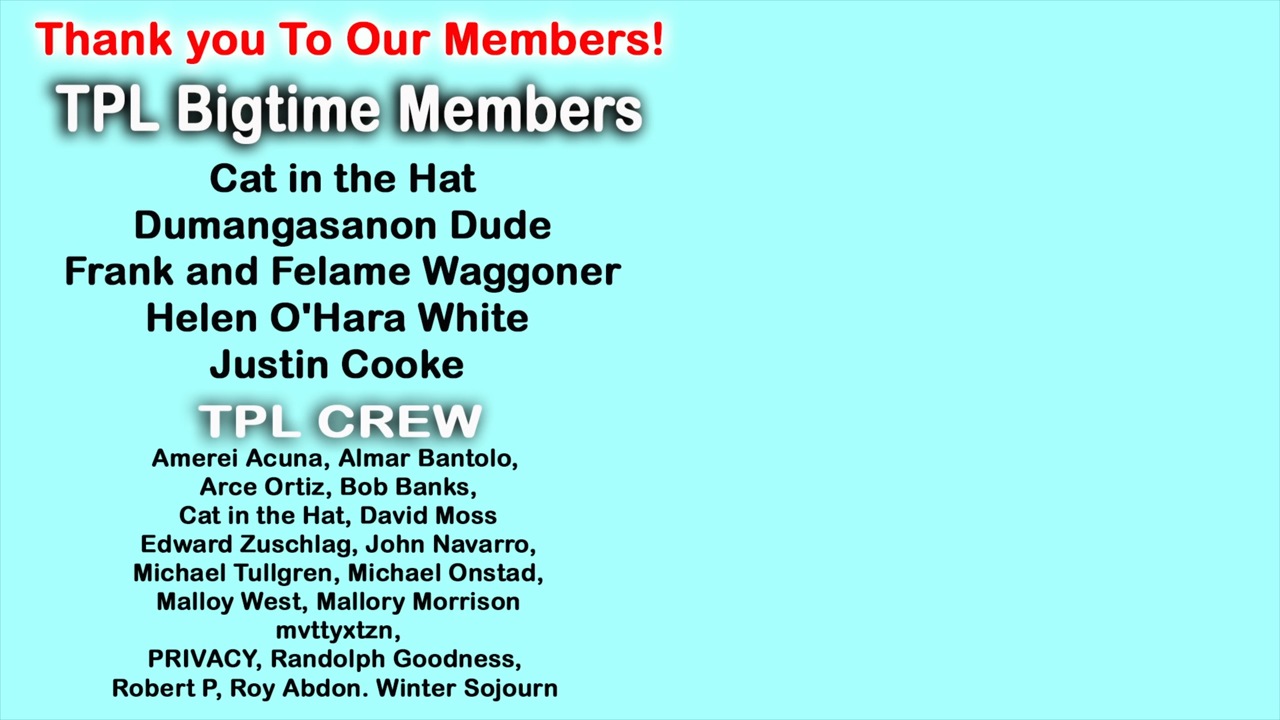 Thank you To Our Members!
TPL Bigtime Members
Cat in the Hat
Dumangasanon Dude
Frank and Felame Waggoner
Helen O'Hara White
Justin Cooke
TPL CREW
Amerei Acuna, Almar Bantolo,
Arce Ortiz, Bob Banks,
Cat in the Hat, David Moss
Edward Zuschlag, John Navarro,
Michael Tullgren, Michael Onstad,
Malloy West, Mallory Morrison
mvttyxtzn,
PRIVACY, Randolph Goodness,
Robert P, Roy Abdon. Winter Sojourn